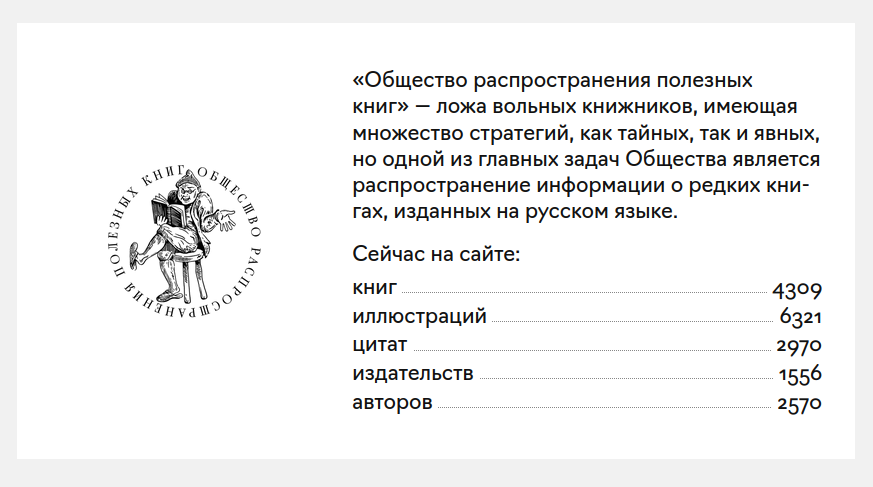 ОБЩЕСТВО РАСПРОСТРАНЕНИЯ ПОЛЕЗНЫХ КНИГ
«Общество распространения полезных
книг» — ложа вольных книжников, имеющая
множество стратегий, как тайных, так и явных,
но одной из главных задач Общества является
распространение информации о редких кни-
гах, изданных на русском языке.
Сейчас на сайте:
книг 4309
иллюстраций 6321
цитат 2970
издательств 1556
авторов 2570